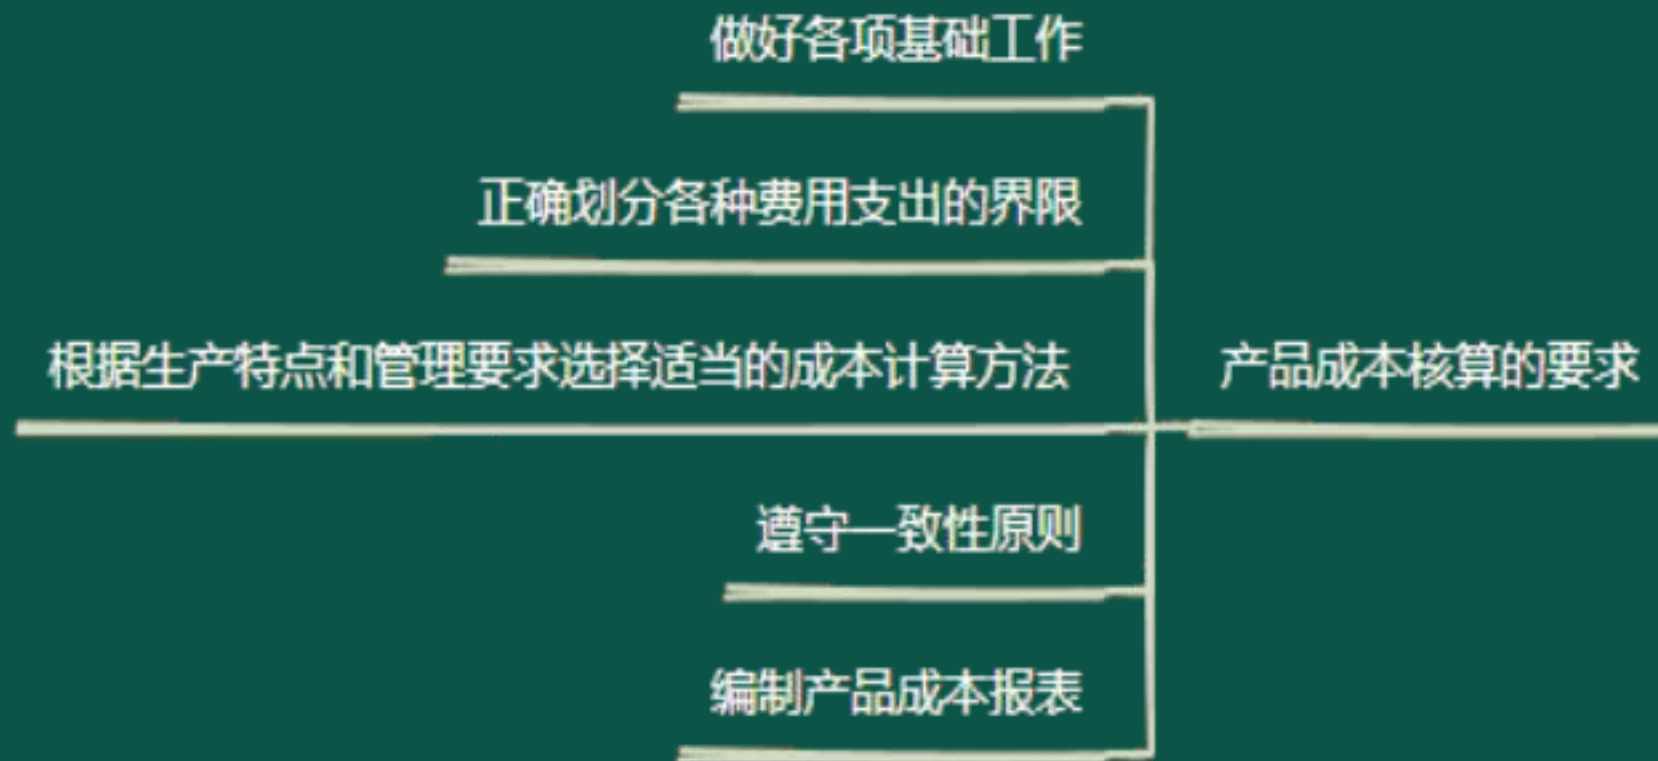 做好各项基础工作
正确划分各种费用支出的界限
根据生产特点和管理要求选择适当的成本计算方法
产品成本核算的要求
遵守一致性原则
编制产品成本报表